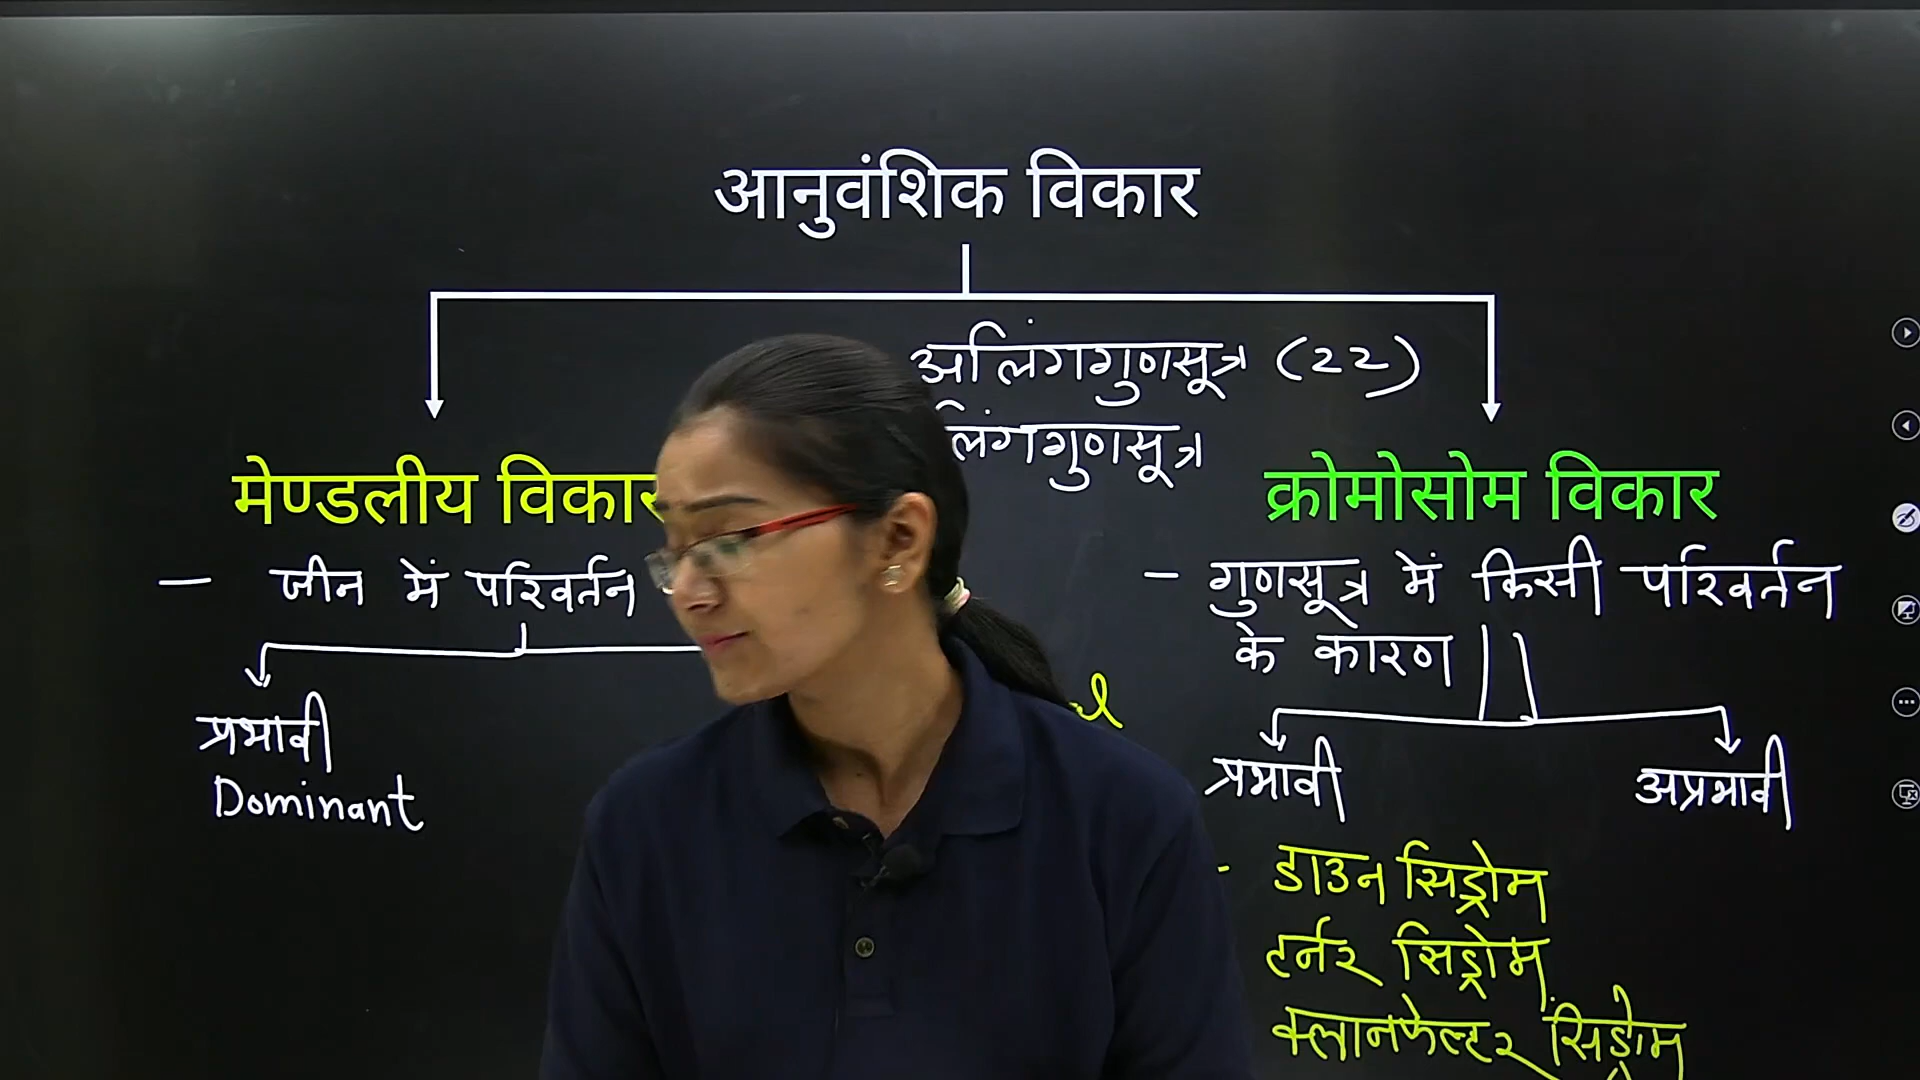 आनुवंशिक विकार
अलिंगगुणसूत्र (22)
लिंगगुणसूत्र
मेण्डलीय विकार
— जीन में परिवर्तन
प्रभावी
Dominant
क्रोमोसोम विकार
– गुणसूत्र में किसी परिवर्तन
के कारण
प्रभावी
अप्रभावी
- डाउन सिंड्रोम
टर्नर सिंड्रोम
क्लानफेल्टर सिंड्रोम